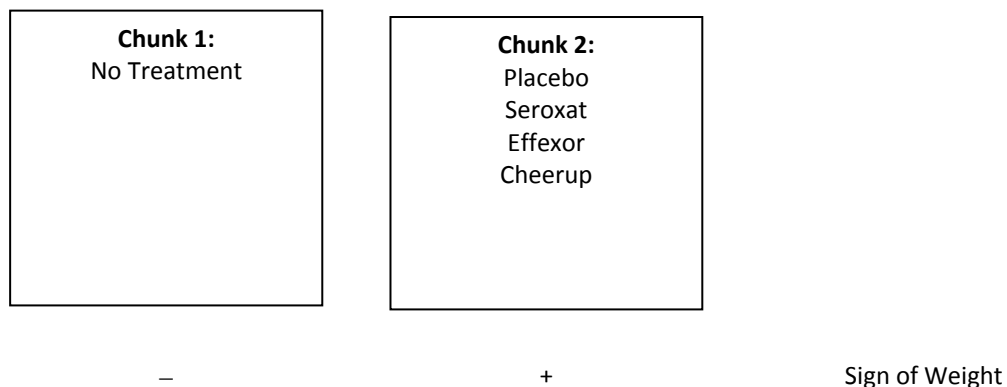 Chunk 1:
No Treatment
Chunk 2:
Placebo
Seroxat
Effexor
Cheerup
– + Sign of Weight